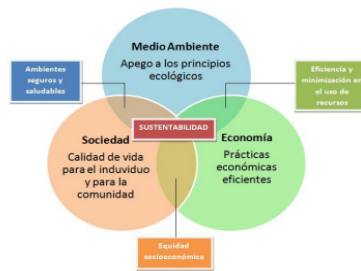 Medio Ambiente
Apego a los principios
ecológicos
Ambientes
seguros y
saludables
Eficiencia y
minimización en
el uso de
recursos
SUSTENTABILIDAD
Sociedad
Calidad de vida
para el induviduo
y para la
comunidad
Economía
Prácticas
económicas
eficientes
Equidad
socioeconómica